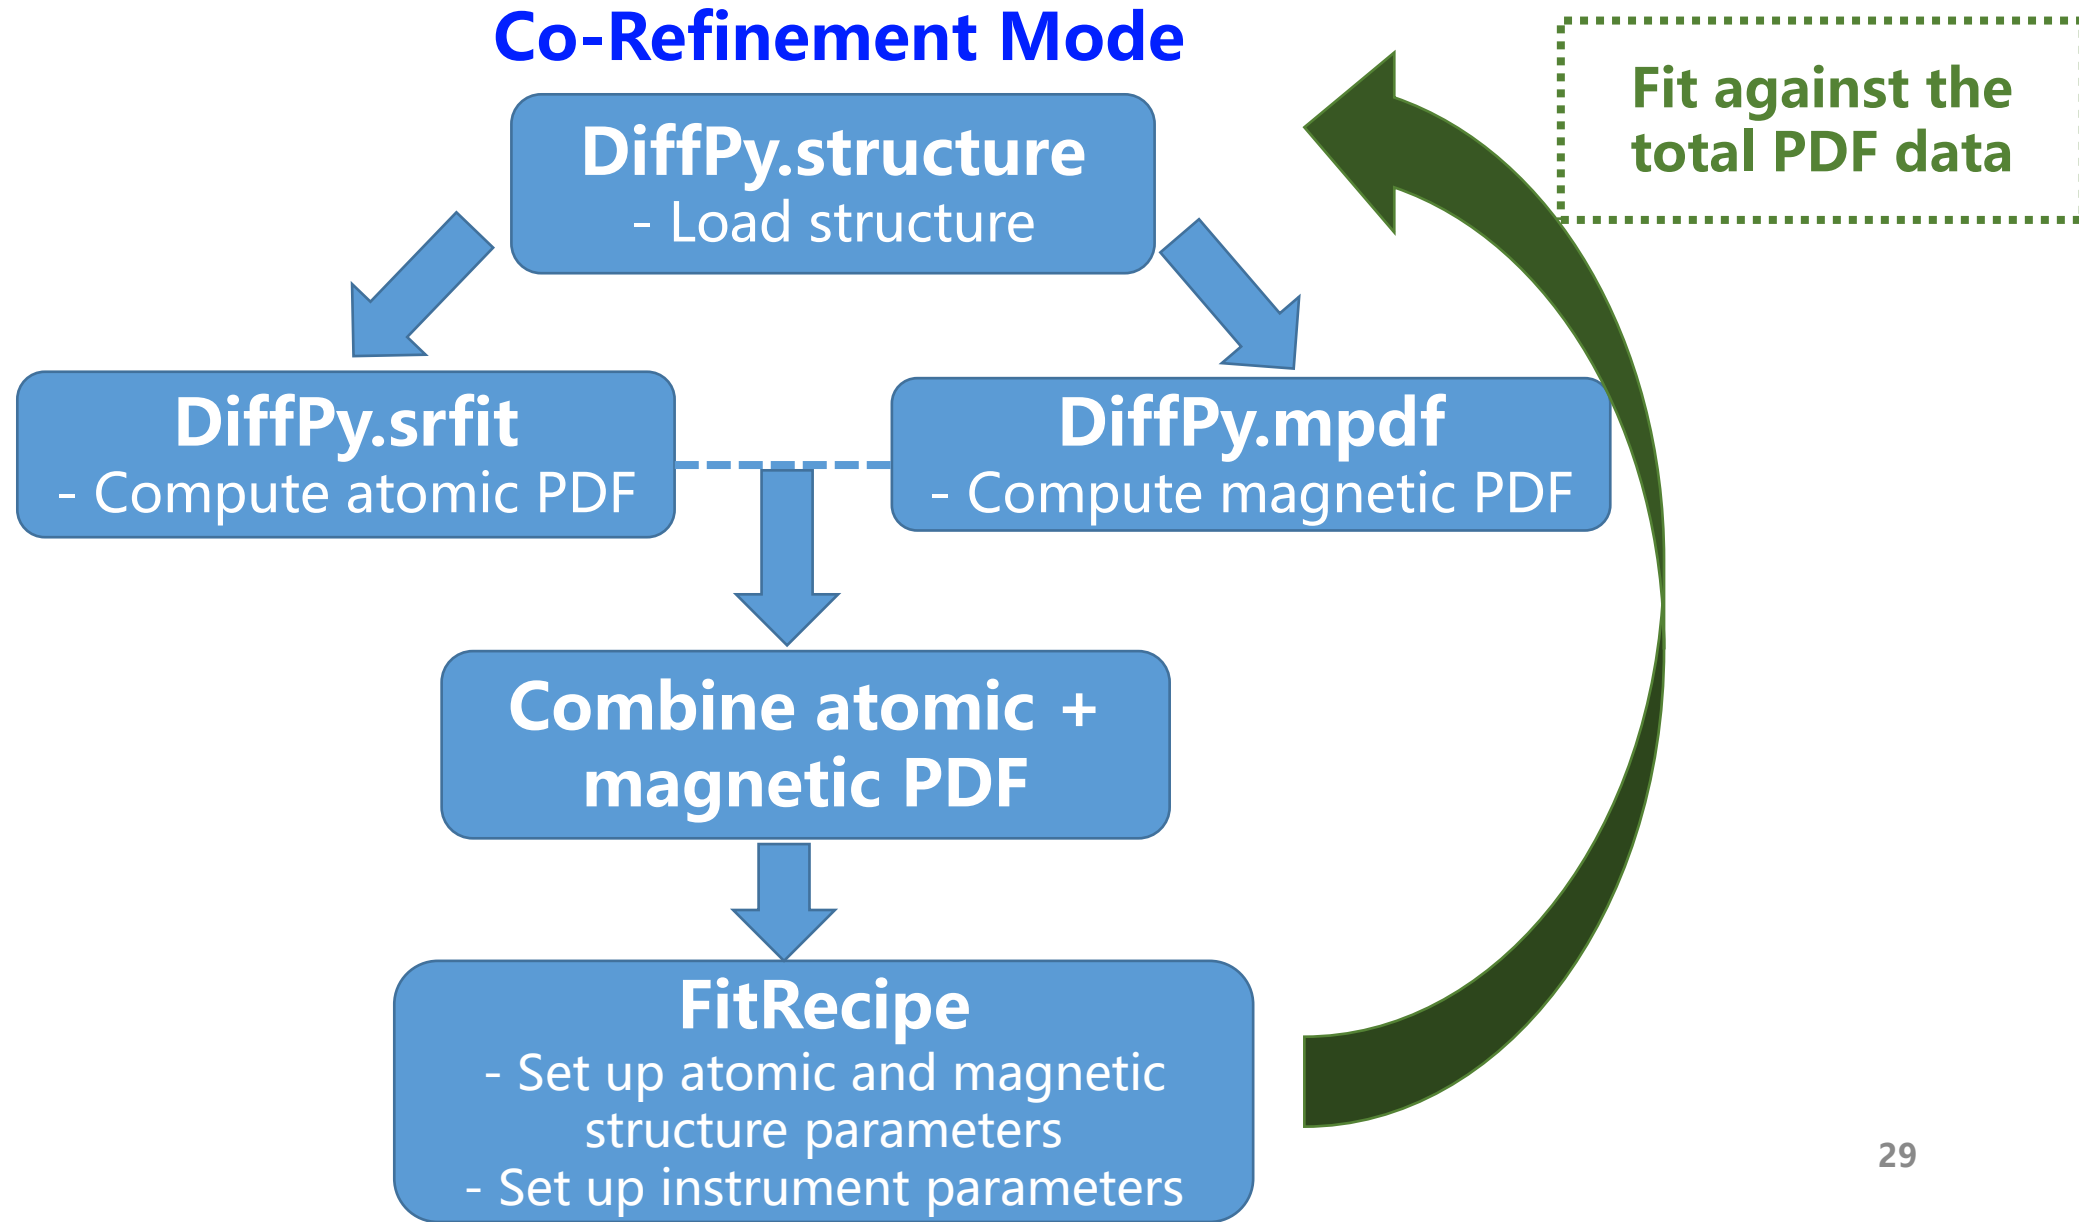 Co-Refinement Mode
Fit against the
total PDF data
DiffPy.structure
- Load structure
DiffPy.srfit
- Compute atomic PDF
DiffPy.mpdf
- Compute magnetic PDF
Combine atomic +
magnetic PDF
FitRecipe
- Set up atomic and magnetic
structure parameters
- Set up instrument parameters
29